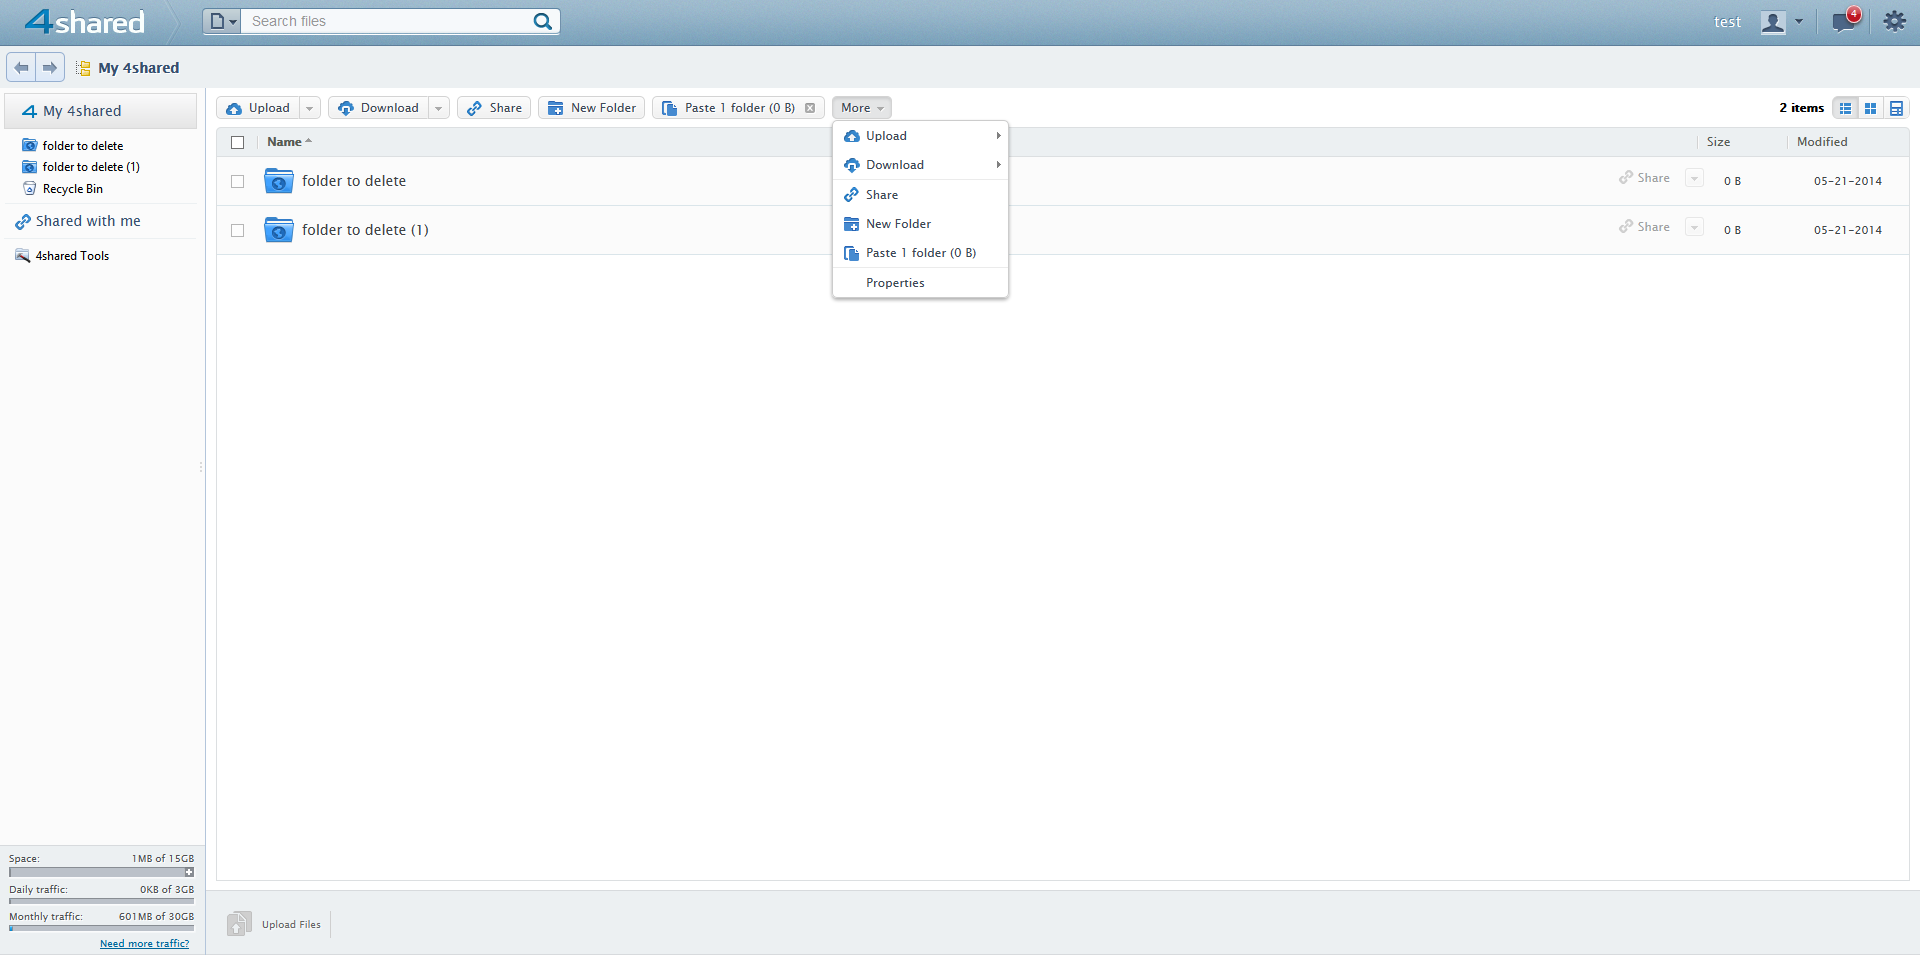 4shared
Search files
test
4
My 4shared
4 My 4shared
folder to delete
folder to delete (1)
Recycle Bin
Shared with me
4shared Tools
Upload Download Share New Folder Paste 1 folder (0 B) More
2 items
Name Size Modified
folder to delete Share 0 B 05-21-2014
folder to delete (1) Share 0 B 05-21-2014
Upload
Download
Share
New Folder
Paste 1 folder (0 B)
Properties
Space: 1MB of 15GB
Daily traffic: 0KB of 3GB
Monthly traffic: 601MB of 30GB
Need more traffic?
Upload Files